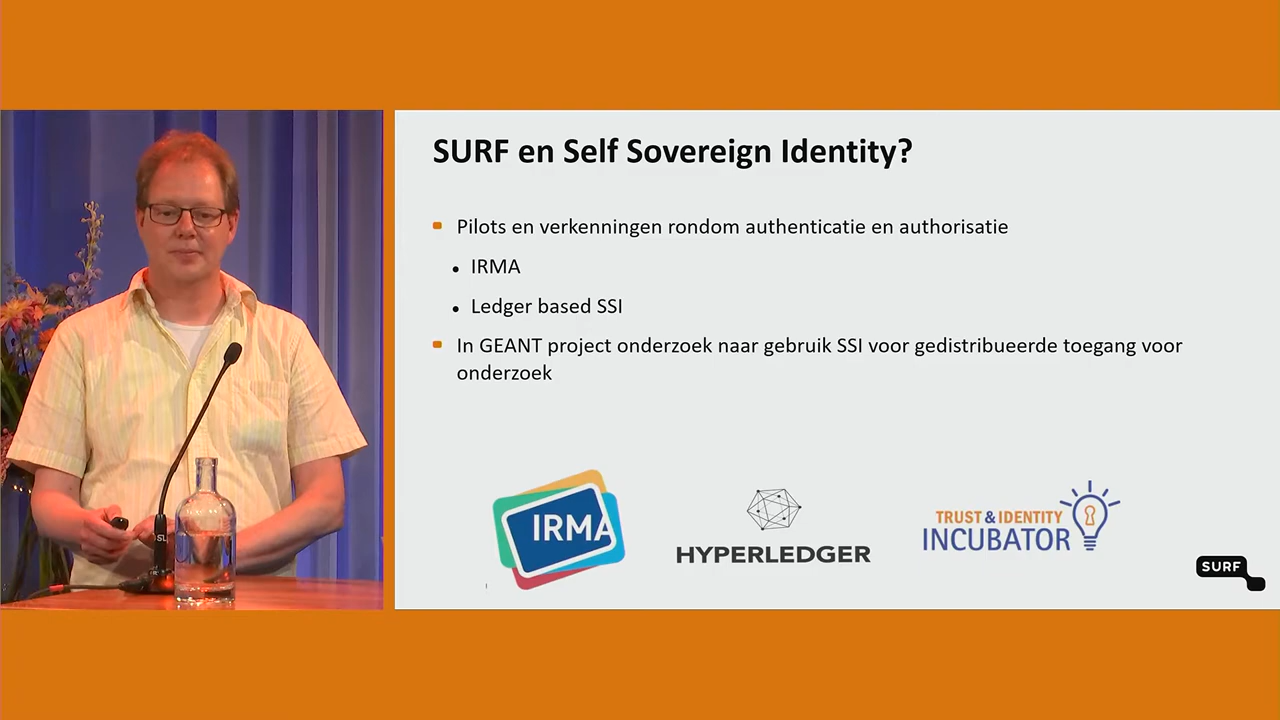 SURF en Self Sovereign Identity?
Pilots en verkenningen rondom authenticatie en authorisatie
IRMA
Ledger based SSI
In GEANT project onderzoek naar gebruik SSI voor gedistribueerde toegang voor
onderzoek
IRMA
HYPERLEDGER
TRUST & IDENTITY
INCUBATOR
SURF